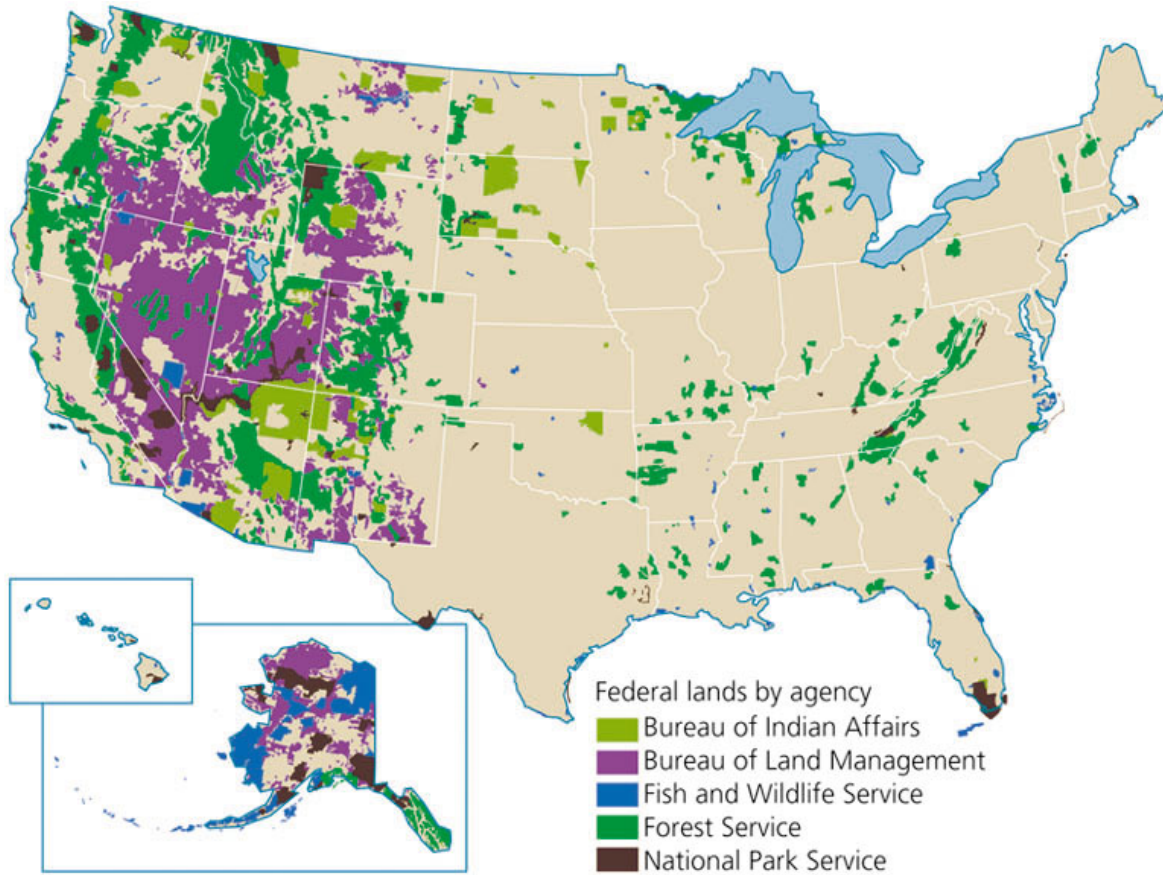 Federal lands by agency
Bureau of Indian Affairs
Bureau of Land Management
Fish and Wildlife Service
Forest Service
National Park Service